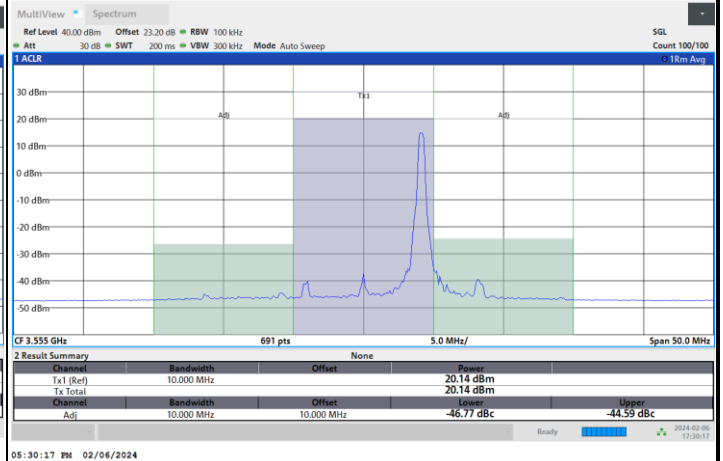 MultiView Spectrum
Ref Level 40.00 dBm Offset 23.20 dB RBW 100 kHz SGL
Att 30 dB SWT 200 ms VBW 300 kHz Mode Auto Sweep Count 100/100
1 ACLR 1Rm Avg
Tx1
Adj Adj
30 dBm
20 dBm
10 dBm
0 dBm
-10 dBm
-20 dBm
-30 dBm
-40 dBm
-50 dBm
CF 3.555 GHz 691 pts 5.0 MHz/ Span 50.0 MHz
2 Result Summary None
Channel Bandwidth Offset Power
Tx1 (Ref) 10.000 MHz 20.14 dBm
Tx Total 20.14 dBm
Channel Bandwidth Offset Lower Upper
Adj 10.000 MHz 10.000 MHz -46.77 dBc -44.59 dBc
Ready 2024-02-06
17:30:17
05:30:17 PM 02/06/2024